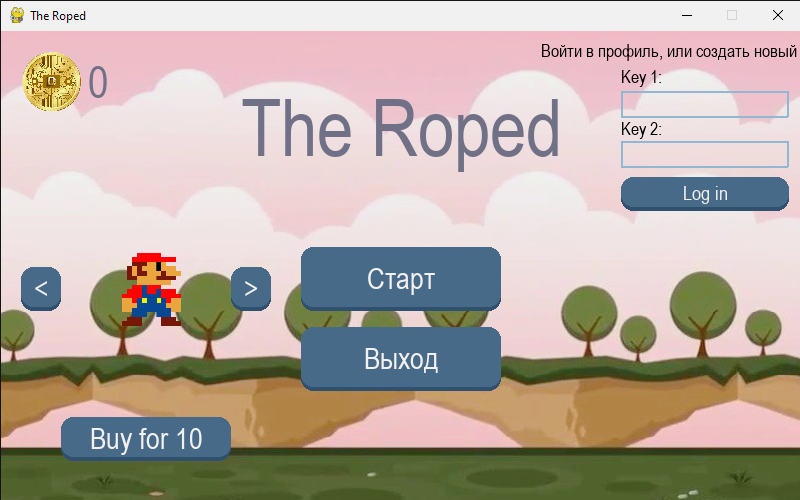 The Roped
Войти в профиль, или создать новый
0
Key 1:
The Roped
Key 2:
Log in
<
>
Старт
Выход
Buy for 10